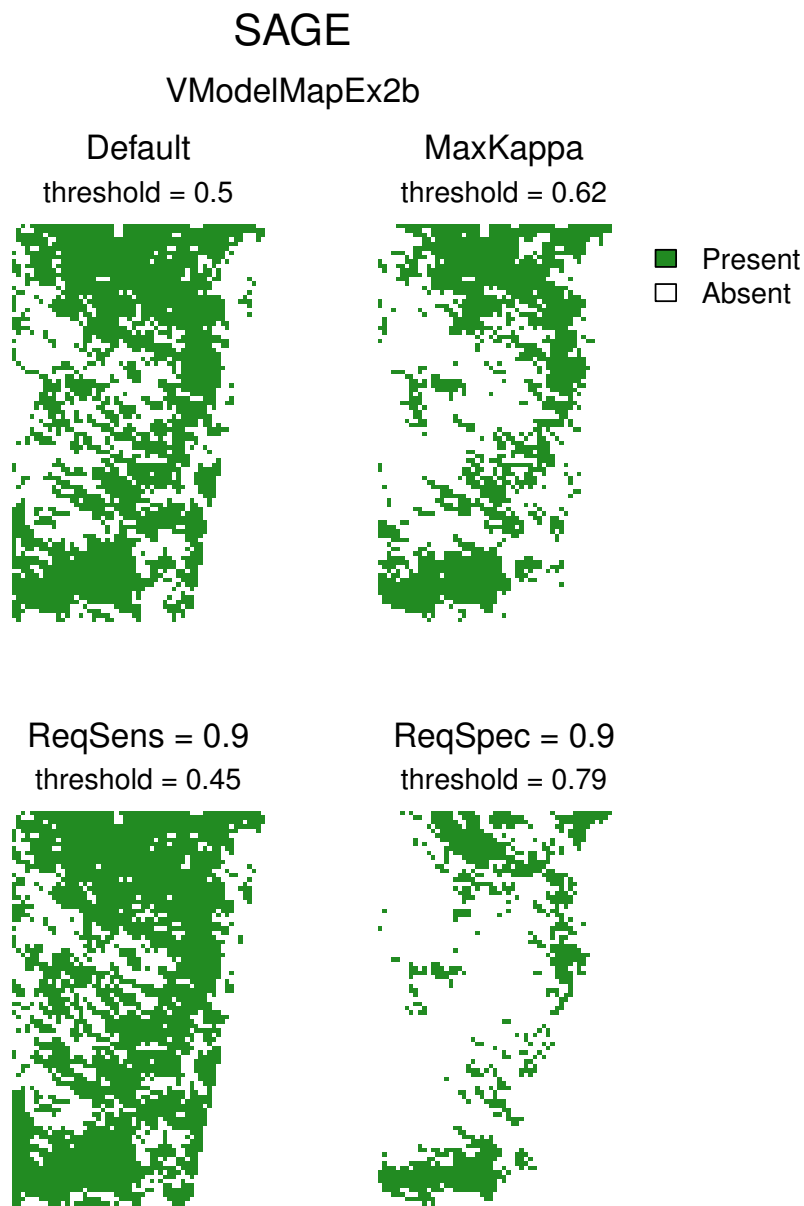 SAGE
VModelMapEx2b
Default
threshold = 0.5
MaxKappa
threshold = 0.62
Present
Absent
ReqSens = 0.9
threshold = 0.45
ReqSpec = 0.9
threshold = 0.79